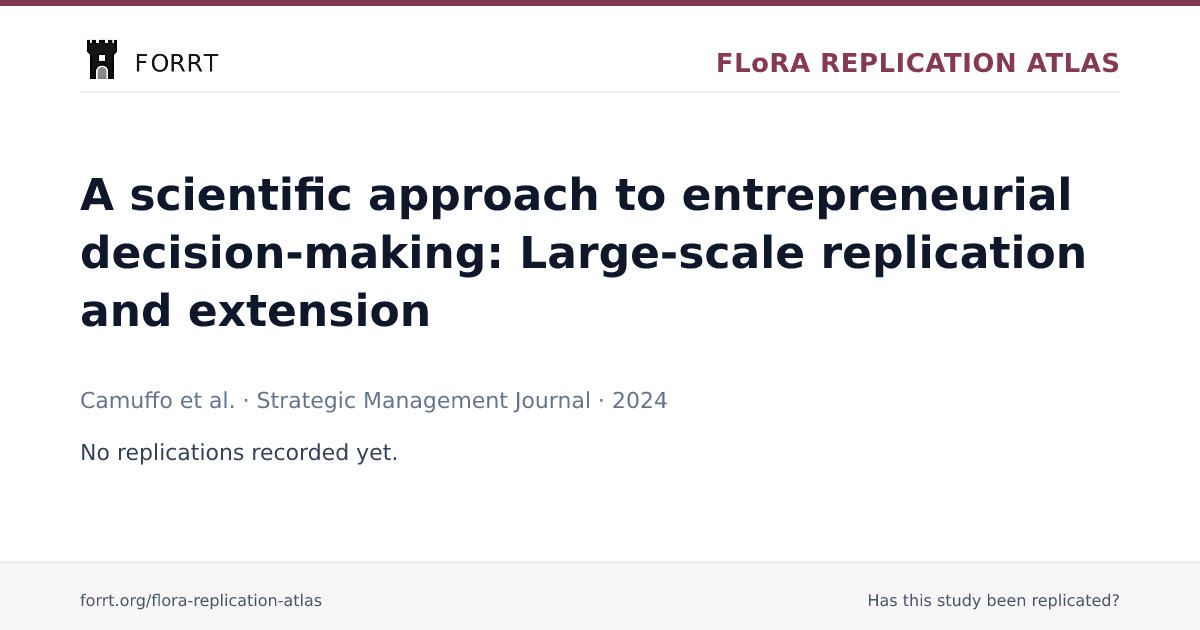 FORRT
FLoRA REPLICATION ATLAS
A scientific approach to entrepreneurial
decision-making: Large-scale replication
and extension
Camuffo et al. · Strategic Management Journal · 2024
No replications recorded yet.
forrt.org/flora-replication-atlas
Has this study been replicated?